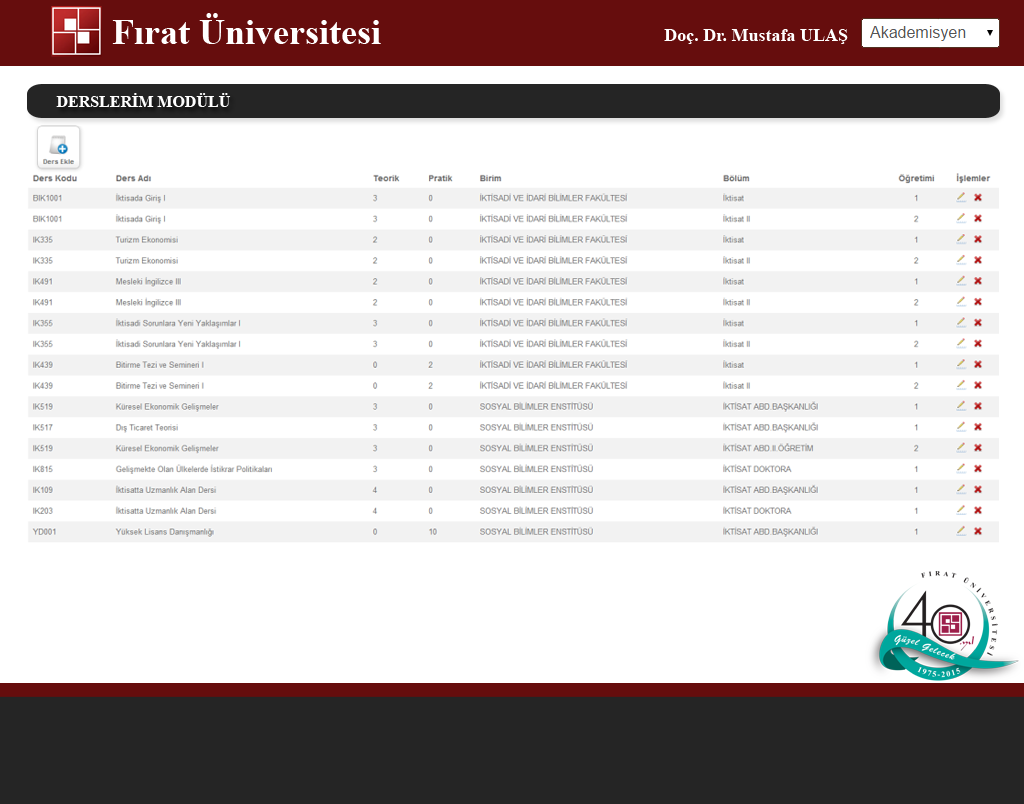 Fırat Üniversitesi
Doç. Dr. Mustafa ULAŞ Akademisyen
DERSLERİM MODÜLÜ
Ders Ekle
Ders Kodu Ders Adı Teorik Pratik Birim Bölüm Öğretimi İşlemler
BIK1001 İktisada Giriş I 3 0 İKTİSADİ VE İDARİ BİLİMLER FAKÜLTESİ İktisat 1
BIK1001 İktisada Giriş I 3 0 İKTİSADİ VE İDARİ BİLİMLER FAKÜLTESİ İktisat II 2
IK335 Turizm Ekonomisi 2 0 İKTİSADİ VE İDARİ BİLİMLER FAKÜLTESİ İktisat 1
IK335 Turizm Ekonomisi 2 0 İKTİSADİ VE İDARİ BİLİMLER FAKÜLTESİ İktisat II 2
IK491 Mesleki İngilizce III 2 0 İKTİSADİ VE İDARİ BİLİMLER FAKÜLTESİ İktisat 1
IK491 Mesleki İngilizce III 2 0 İKTİSADİ VE İDARİ BİLİMLER FAKÜLTESİ İktisat II 2
IK355 İktisadi Sorunlara Yeni Yaklaşımlar I 3 0 İKTİSADİ VE İDARİ BİLİMLER FAKÜLTESİ İktisat 1
IK355 İktisadi Sorunlara Yeni Yaklaşımlar I 3 0 İKTİSADİ VE İDARİ BİLİMLER FAKÜLTESİ İktisat II 2
IK439 Bitirme Tezi ve Semineri I 0 2 İKTİSADİ VE İDARİ BİLİMLER FAKÜLTESİ İktisat 1
IK439 Bitirme Tezi ve Semineri I 0 2 İKTİSADİ VE İDARİ BİLİMLER FAKÜLTESİ İktisat II 2
IK519 Küresel Ekonomik Gelişmeler 3 0 SOSYAL BİLİMLER ENSTİTÜSÜ İKTİSAT ABD.BAŞKANLIĞI 1
IK517 Dış Ticaret Teorisi 3 0 SOSYAL BİLİMLER ENSTİTÜSÜ İKTİSAT ABD.BAŞKANLIĞI 1
IK519 Küresel Ekonomik Gelişmeler 3 0 SOSYAL BİLİMLER ENSTİTÜSÜ İKTİSAT ABD.II.ÖĞRETİM 2
IK815 Gelişmekte Olan Ülkelerde İstikrar Politikaları 3 0 SOSYAL BİLİMLER ENSTİTÜSÜ İKTİSAT DOKTORA 1
IK109 İktisatta Uzmanlık Alan Dersi 4 0 SOSYAL BİLİMLER ENSTİTÜSÜ İKTİSAT ABD.BAŞKANLIĞI 1
IK203 İktisatta Uzmanlık Alan Dersi 4 0 SOSYAL BİLİMLER ENSTİTÜSÜ İKTİSAT DOKTORA 1
YD001 Yüksek Lisans Danışmanlığı 0 10 SOSYAL BİLİMLER ENSTİTÜSÜ İKTİSAT ABD.BAŞKANLIĞI 1
FIRAT ÜNİVERSİTESİ
40
Güzel Gelecek
1975-2015